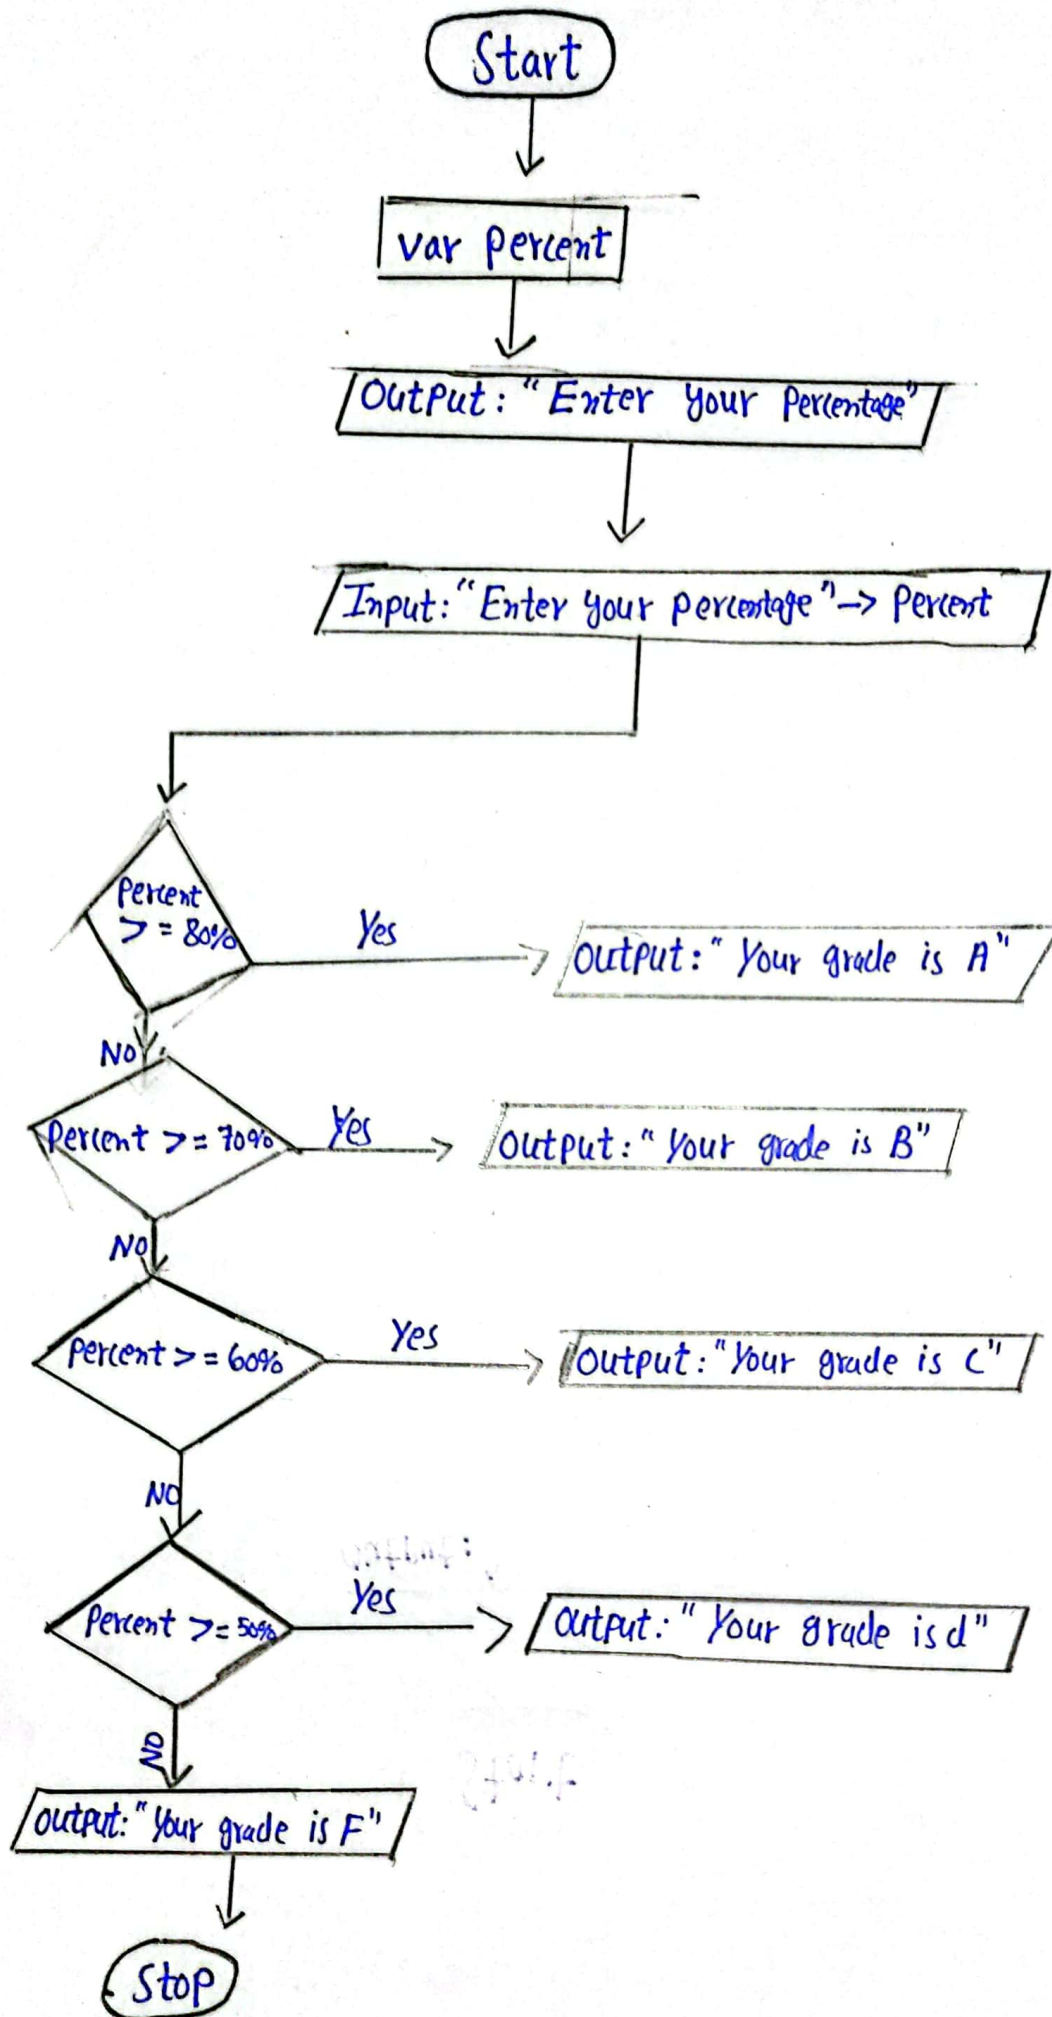 Start
var percent
Output: "Enter your Percentage"
Input: "Enter your percentage" -> Percent
percent
>= 80%
Yes
output: " Your grade is A"
NO
Percent >= 70%
Yes
output: " Your grade is B"
NO
percent >= 60%
Yes
output: "Your grade is C"
NO
output:
Percent >= 50%
Yes
output: " Your grade is d"
NO
Start
output: "Your grade is F"
Stop